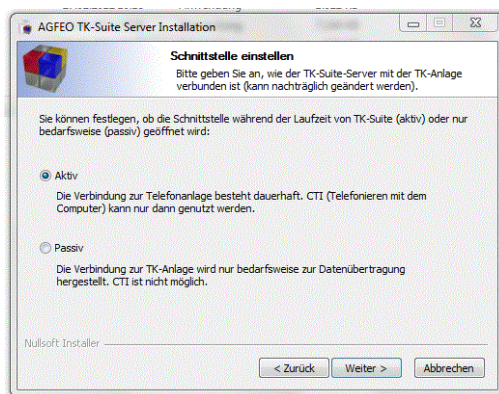 AGFEO TK-Suite Server Installation
Schnittstelle einstellen
Bitte geben Sie an, wie der TK-Suite-Server mit der TK-Anlage
verbunden ist (kann nachträglich geändert werden).
Sie können festlegen, ob die Schnittstelle während der Laufzeit von TK-Suite (aktiv) oder nur
bedarfsweise (passiv) geöffnet wird:
Aktiv
Die Verbindung zur Telefonanlage besteht dauerhaft. CTI (Telefonieren mit dem
Computer) kann nur dann genutzt werden.
Passiv
Die Verbindung zur TK-Anlage wird nur bedarfsweise zur Datenübertragung
hergestellt. CTI ist nicht möglich.
Nullsoft Installer
< Zurück Weiter > Abbrechen